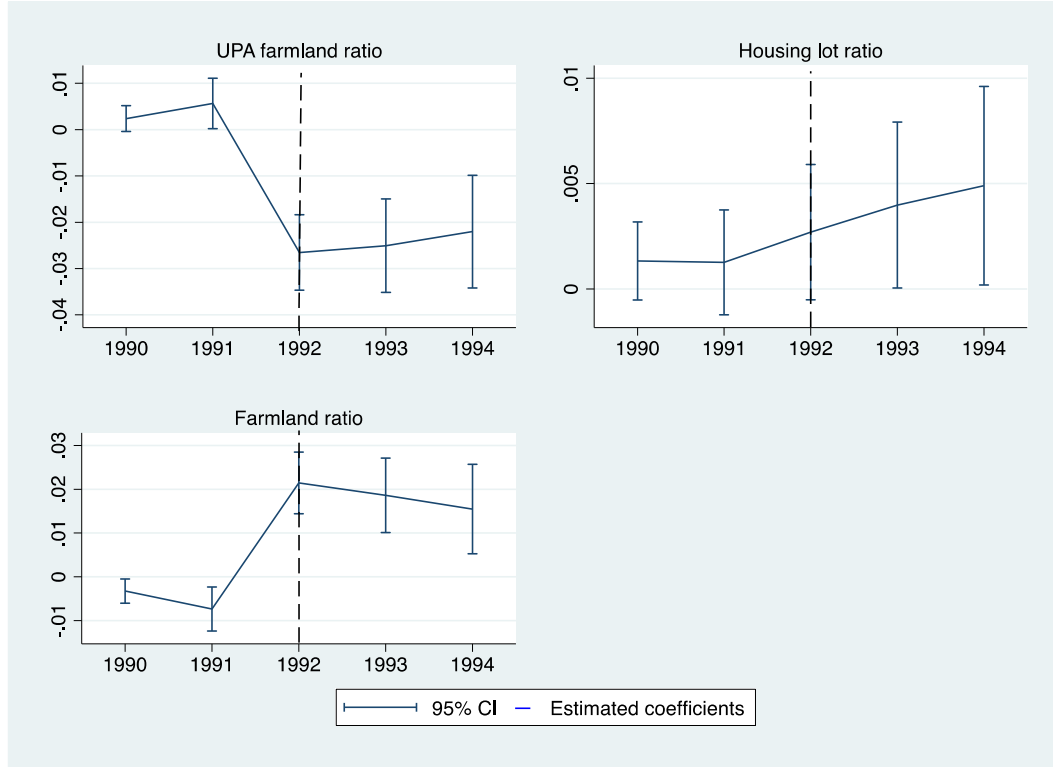 UPA farmland ratio
.01
0
-.01
-.02
-.03
-.04
1990 1991 1992 1993 1994
Housing lot ratio
.01
.005
0
1990 1991 1992 1993 1994
Farmland ratio
.03
.02
.01
0
-.01
1990 1991 1992 1993 1994
95% CI Estimated coefficients